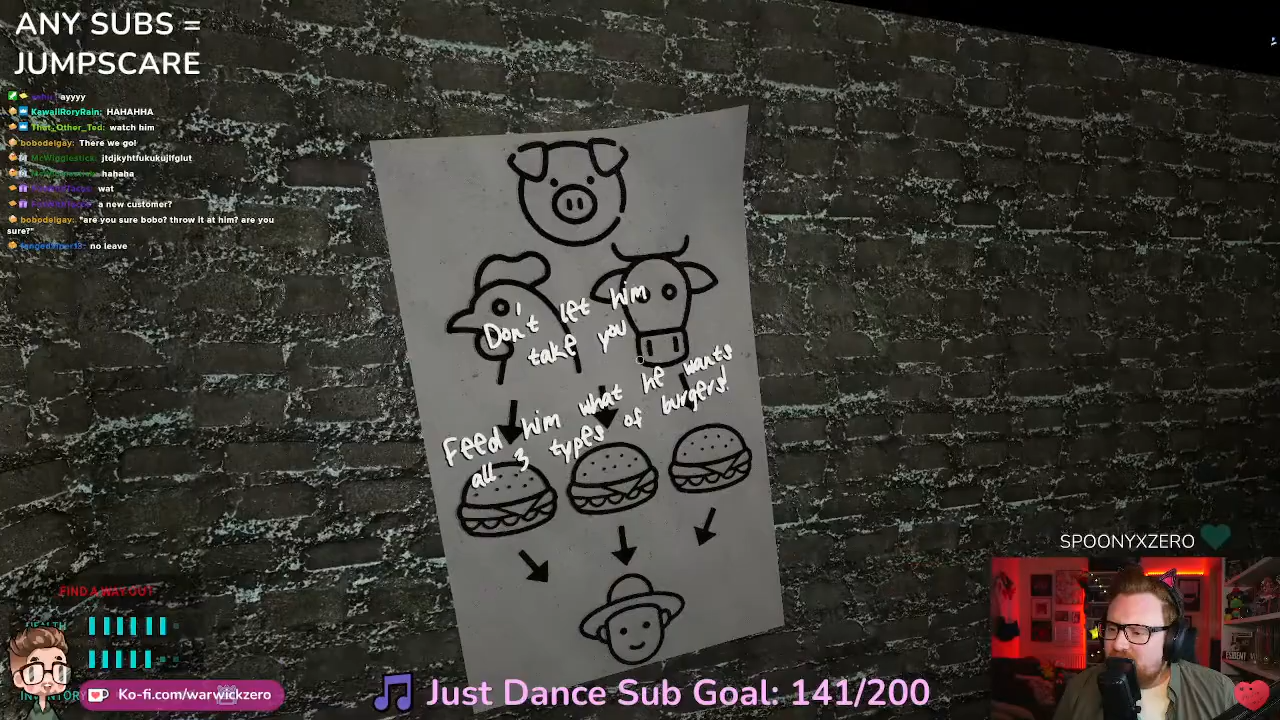 ANY SUBS =
JUMPSCARE
ayyyy
KawaiiRoryRain: HAHAHHA
That_Other_Ted: watch him
bobodelgay: There we go!
McWigglestick: jtdjkyhtfukukujlfglut
hahaha
wat
a new customer?
bobodelgay: "are you sure bobo? throw it at him? are you
sure?"
no leave
Don't let him
take you
Feed him what he wants
all 3 types of burgers!
FIND A WAY OUT
HEALTH
Ko-fi.com/warwickzero
Just Dance Sub Goal: 141/200
SPOONYXZERO